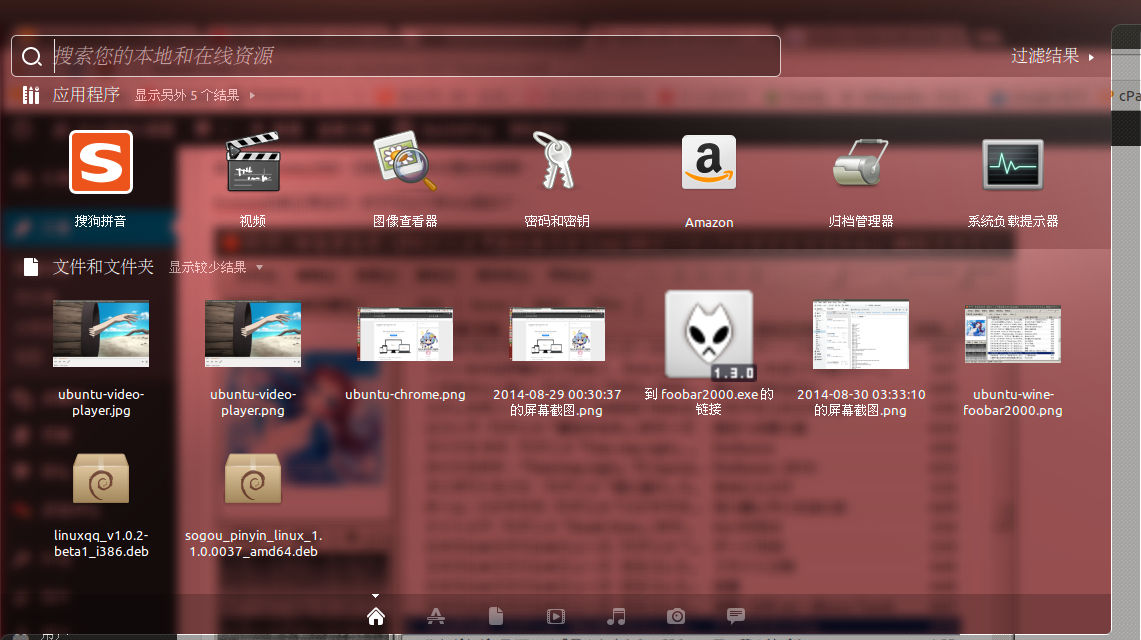 搜索您的本地和在线资源
过滤结果
应用程序 显示另外 5 个结果
cPa
搜狗拼音
视频
图像查看器
密码和密钥
Amazon
归档管理器
系统负载提示器
文件和文件夹 显示较少结果
ubuntu-video-
player.jpg
ubuntu-video-
player.png
ubuntu-chrome.png
2014-08-29 00:30:37
的屏幕截图.png
1.3.0
到 foobar2000.exe 的
链接
2014-08-30 03:33:10
的屏幕截图.png
ubuntu-wine-
foobar2000.png
linuxqq_v1.0.2-
beta1_i386.deb
sogou_pinyin_linux_1.
1.0.0037_amd64.deb